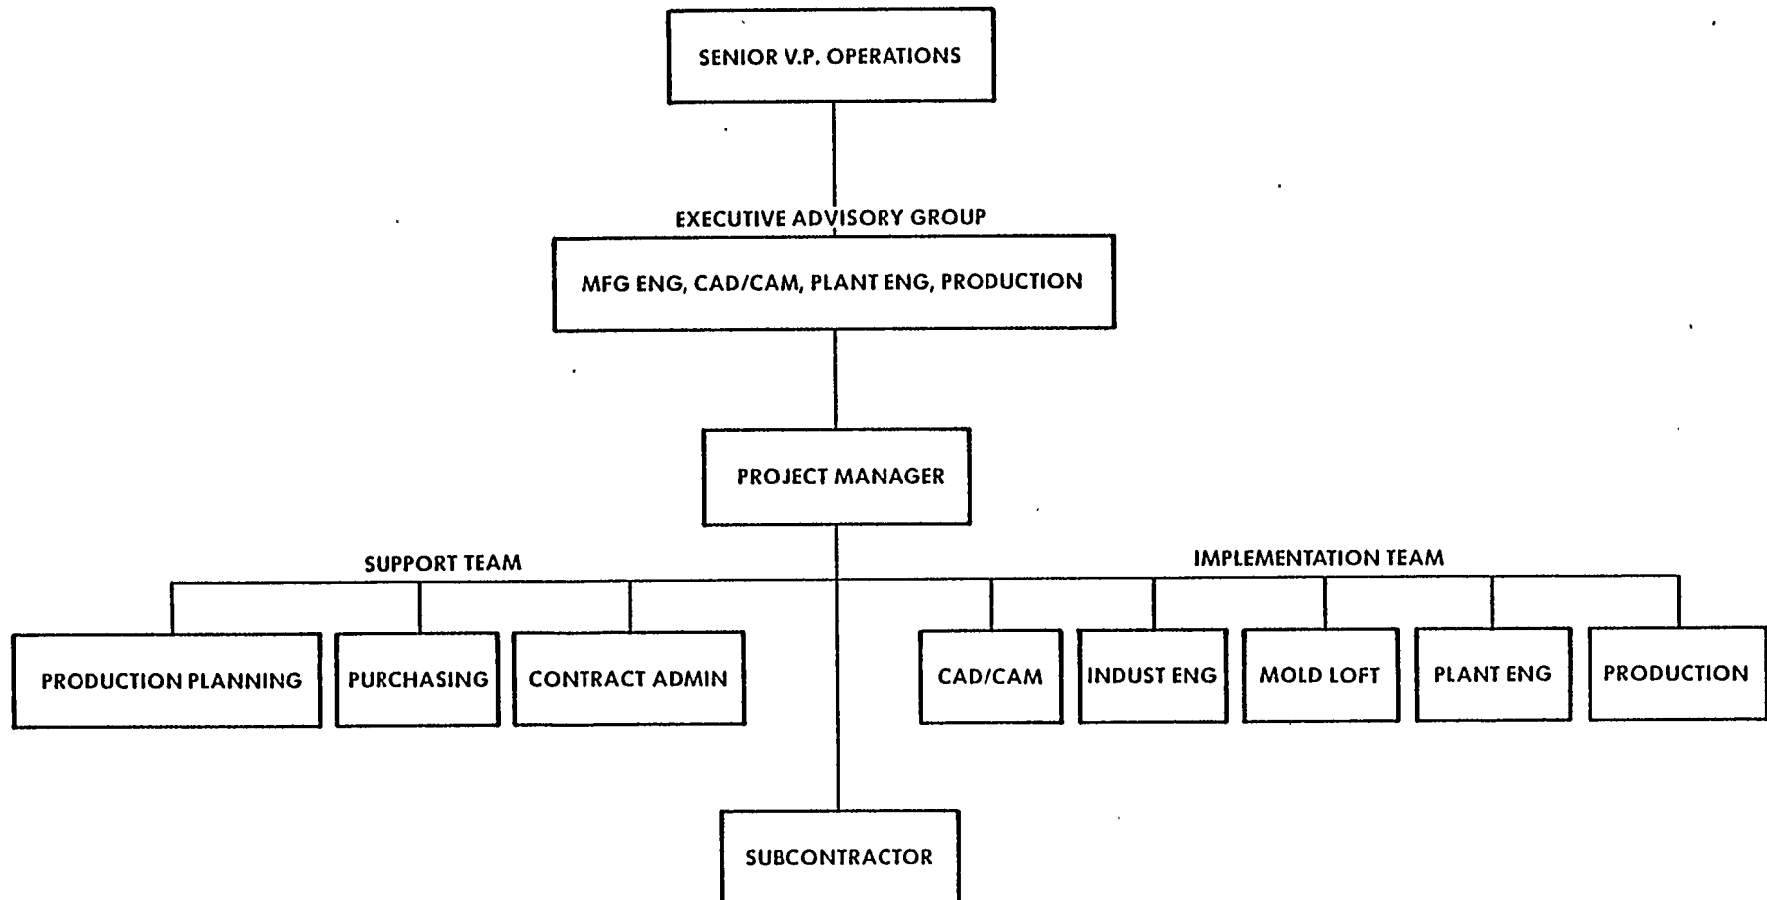 SENIOR V.P. OPERATIONS
EXECUTIVE ADVISORY GROUP
MFG ENG, CAD/CAM, PLANT ENG, PRODUCTION
PROJECT MANAGER
SUPPORT TEAM
IMPLEMENTATION TEAM
PRODUCTION PLANNING
PURCHASING
CONTRACT ADMIN
CAD/CAM
INDUST ENG
MOLD LOFT
PLANT ENG
PRODUCTION
SUBCONTRACTOR